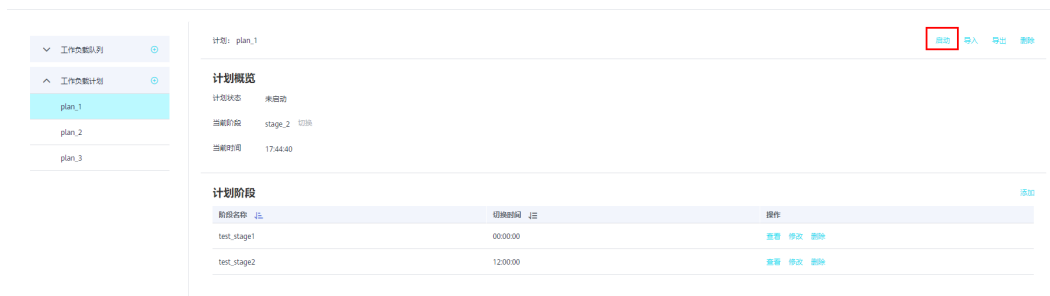 工作负载队列
工作负载计划
plan_1
plan_2
plan_3
计划: plan_1
启动 导入 导出 删除
计划概览
计划状态 未启动
当前阶段 stage_2 切换
当前时间 17:44:40
计划阶段 添加
阶段名称 切换时间 操作
test_stage1 00:00:00 查看 修改 删除
test_stage2 12:00:00 查看 修改 删除